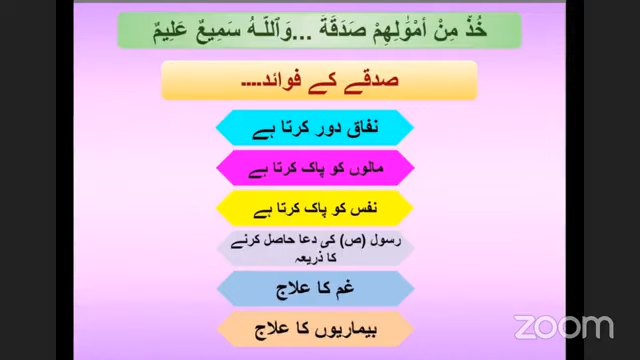 خُذْ مِنْ أَمْوَٰلِهِمْ صَدَقَةً ...وَٱللَّـهُ سَمِيعٌ عَلِيمٌ
صدقے کے فوائد....
نفاق دور کرتا ہے
مالوں کو پاک کرتا ہے
نفس کو پاک کرتا ہے
رسول (ص) کی دعا حاصل کرنے
کا ذریعہ
غم کا علاج
بیماریوں کا علاج
zoom